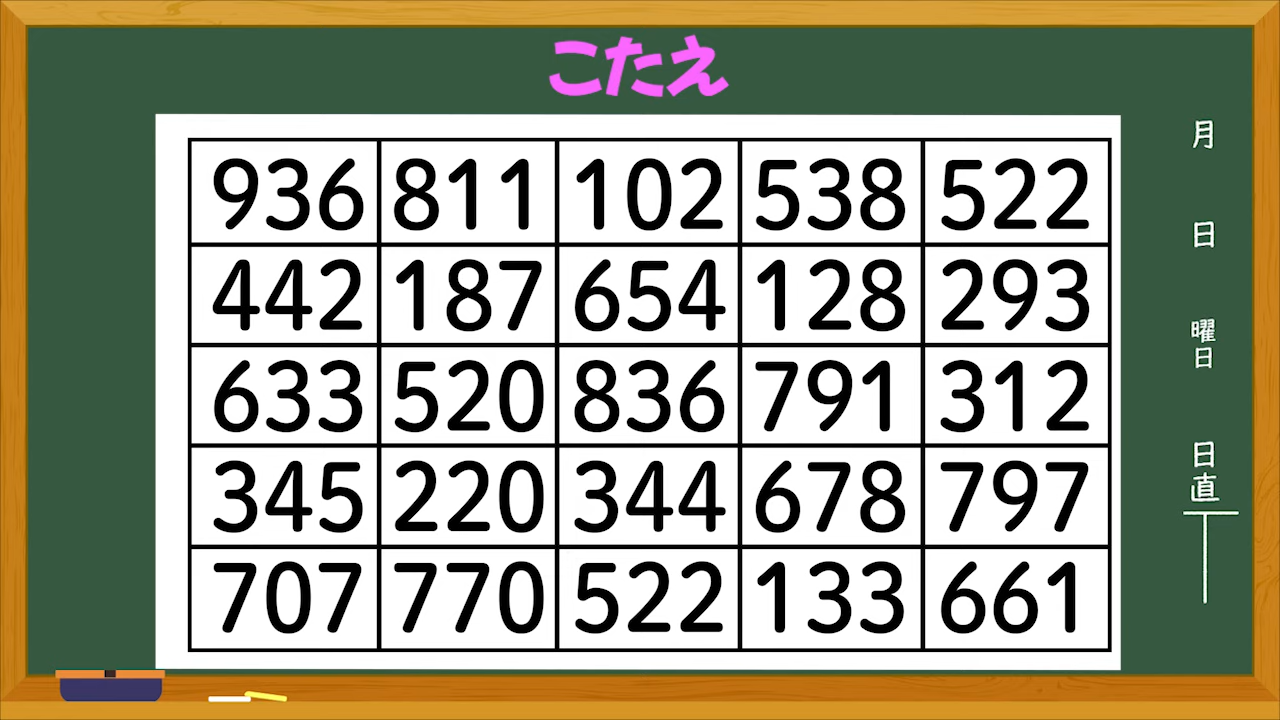 こたえ
936 811 102 538 522
442 187 654 128 293
633 520 836 791 312
345 220 344 678 797
707 770 522 133 661
月
日
曜日
日直